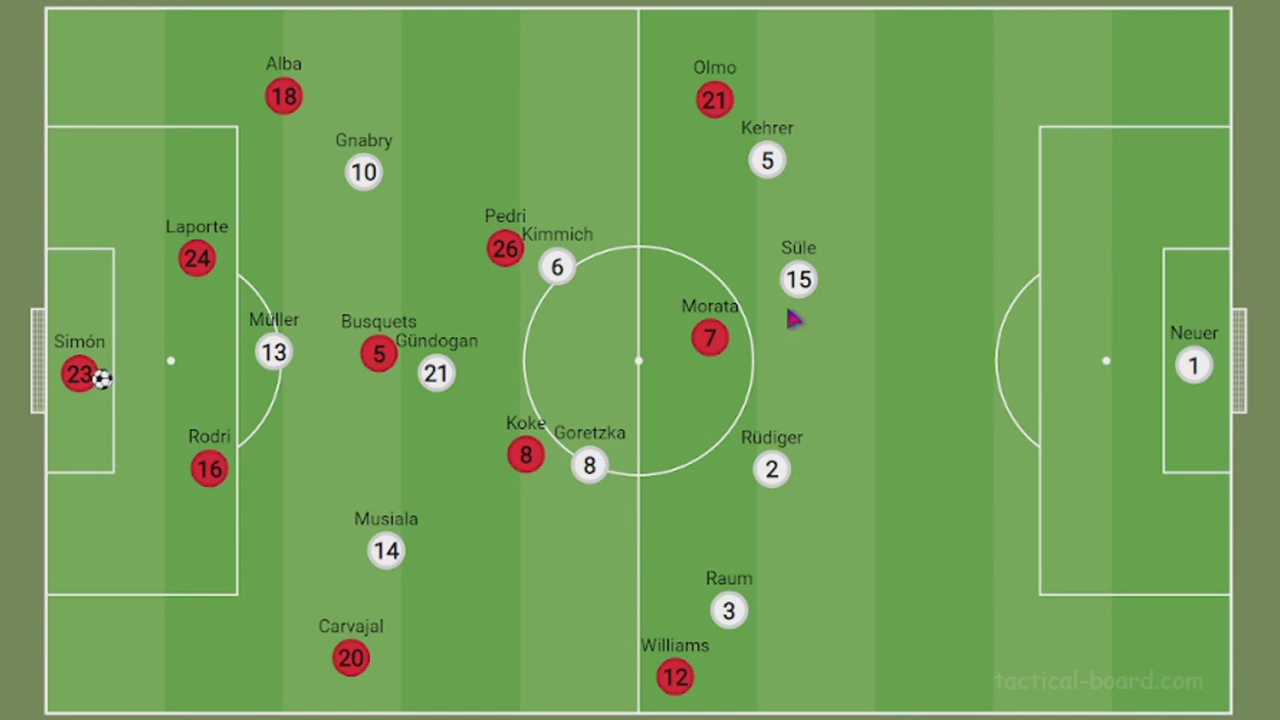 Alba
18
Olmo
21
Kehrer
5
Gnabry
10
Pedri
26
Kimmich
6
Laporte
24
Süle
15
Morata
7
Müller
13
Busquets
5
Gündogan
21
Simón
23
Neuer
1
Koke
8
Goretzka
8
Rodri
16
Rüdiger
2
Musiala
14
Raum
3
Carvajal
20
Williams
12
tactical-board.com